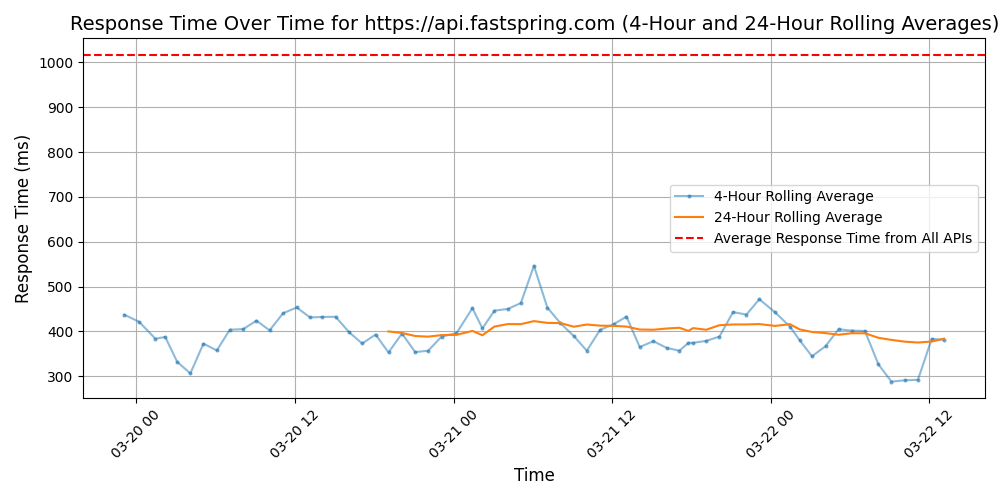 Response Time Over Time for https://api.fastspring.com (4-Hour and 24-Hour Rolling Averages)
Response Time (ms)
1000
900
800
700
600
500
400
300
4-Hour Rolling Average
24-Hour Rolling Average
Average Response Time from All APIs
03-20 00
03-20 12
03-21 00
03-21 12
03-22 00
03-22 12
Time